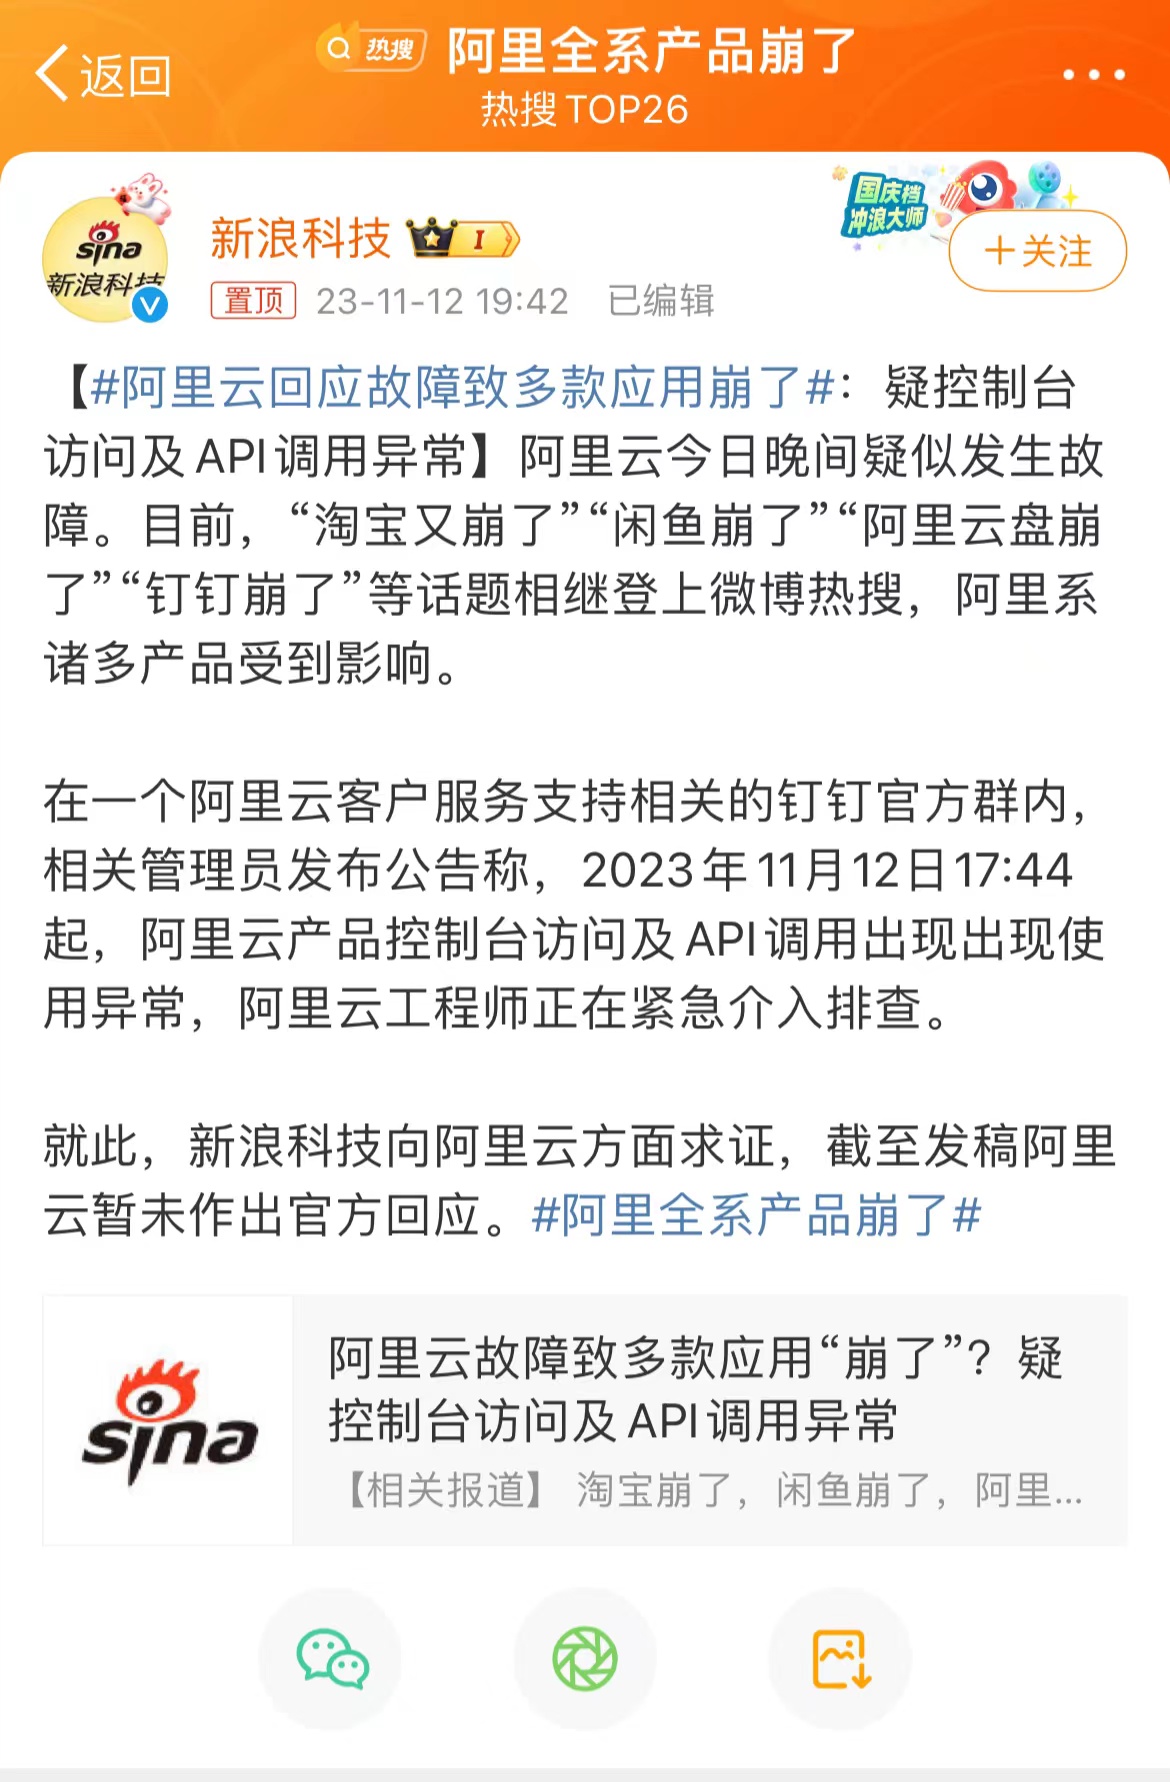 返回
热搜 阿里全系产品崩了
热搜TOP26
sina
新浪科技
新浪科技 I
国庆档
冲浪大师
+关注
置顶 23-11-12 19:42 已编辑
【#阿里云回应故障致多款应用崩了#：疑控制台
访问及API调用异常】阿里云今日晚间疑似发生故
障。目前，“淘宝又崩了”“闲鱼崩了”“阿里云盘崩
了”“钉钉崩了”等话题相继登上微博热搜，阿里系
诸多产品受到影响。
在一个阿里云客户服务支持相关的钉钉官方群内，
相关管理员发布公告称，2023年11月12日17:44
起，阿里云产品控制台访问及API调用出现出现使
用异常，阿里云工程师正在紧急介入排查。
就此，新浪科技向阿里云方面求证，截至发稿阿里
云暂未作出官方回应。#阿里全系产品崩了#
sina
阿里云故障致多款应用“崩了”？疑
控制台访问及API调用异常
【相关报道】 淘宝崩了，闲鱼崩了，阿里...